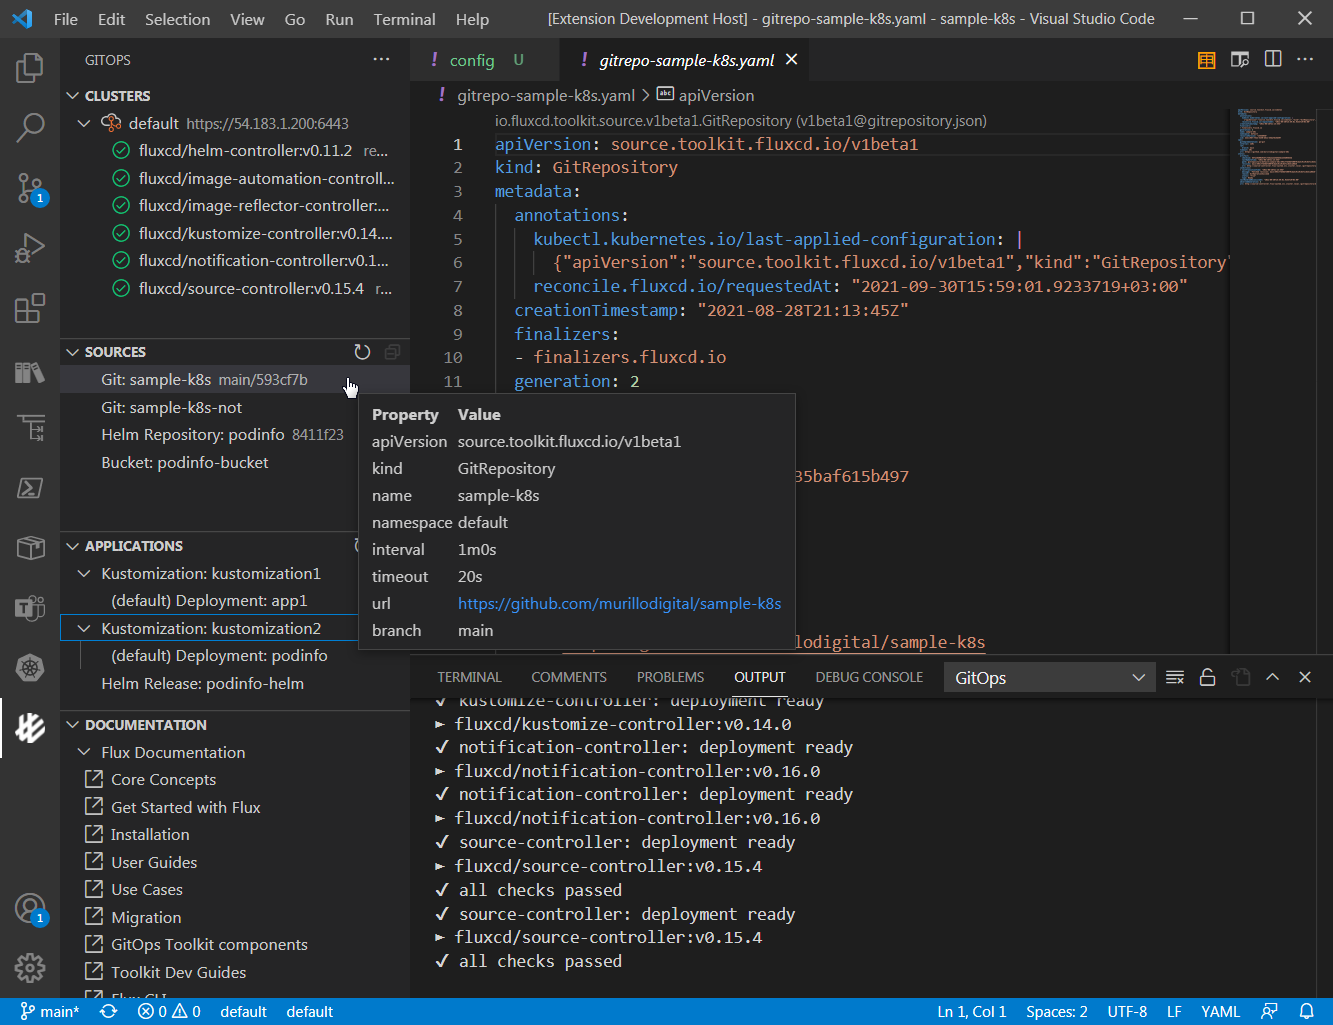 File Edit Selection View Go Run Terminal Help [Extension Development Host] - gitrepo-sample-k8s.yaml - sample-k8s - Visual Studio Code
GITOPS
CLUSTERS
default https://54.183.1.200:6443
fluxcd/helm-controller:v0.11.2 re...
fluxcd/image-automation-controll...
fluxcd/image-reflector-controller:...
fluxcd/kustomize-controller:v0.14....
fluxcd/notification-controller:v0.1...
fluxcd/source-controller:v0.15.4 r...
SOURCES
Git: sample-k8s main/593cf7b
Git: sample-k8s-not
Helm Repository: podinfo 8411f23
Bucket: podinfo-bucket
APPLICATIONS
Kustomization: kustomization1
(default) Deployment: app1
Kustomization: kustomization2
(default) Deployment: podinfo
Helm Release: podinfo-helm
DOCUMENTATION
Flux Documentation
Core Concepts
Get Started with Flux
Installation
User Guides
Use Cases
Migration
GitOps Toolkit components
Toolkit Dev Guides
Flux CLI
1
1
! config U ! gitrepo-sample-k8s.yaml
! gitrepo-sample-k8s.yaml > abc apiVersion
io.fluxcd.toolkit.source.v1beta1.GitRepository (v1beta1@gitrepository.json)
1 apiVersion: source.toolkit.fluxcd.io/v1beta1
2 kind: GitRepository
3 metadata:
4 annotations:
5 kubectl.kubernetes.io/last-applied-configuration: |
6 {"apiVersion":"source.toolkit.fluxcd.io/v1beta1","kind":"GitRepository"
7 reconcile.fluxcd.io/requestedAt: "2021-09-30T15:59:01.9233719+03:00"
8 creationTimestamp: "2021-08-28T21:13:45Z"
9 finalizers:
10 - finalizers.fluxcd.io
11 generation: 2
35baf615b497
lodigital/sample-k8s
Property Value
apiVersion source.toolkit.fluxcd.io/v1beta1
kind GitRepository
name sample-k8s
namespace default
interval 1m0s
timeout 20s
url https://github.com/murillodigital/sample-k8s
branch main
TERMINAL COMMENTS PROBLEMS OUTPUT DEBUG CONSOLE GitOps
✔ kustomize-controller: deployment ready
► fluxcd/kustomize-controller:v0.14.0
✔ notification-controller: deployment ready
► fluxcd/notification-controller:v0.16.0
✔ notification-controller: deployment ready
► fluxcd/notification-controller:v0.16.0
✔ source-controller: deployment ready
► fluxcd/source-controller:v0.15.4
✔ all checks passed
✔ source-controller: deployment ready
► fluxcd/source-controller:v0.15.4
✔ all checks passed
main* 0 0 default default Ln 1, Col 1 Spaces: 2 UTF-8 LF YAML